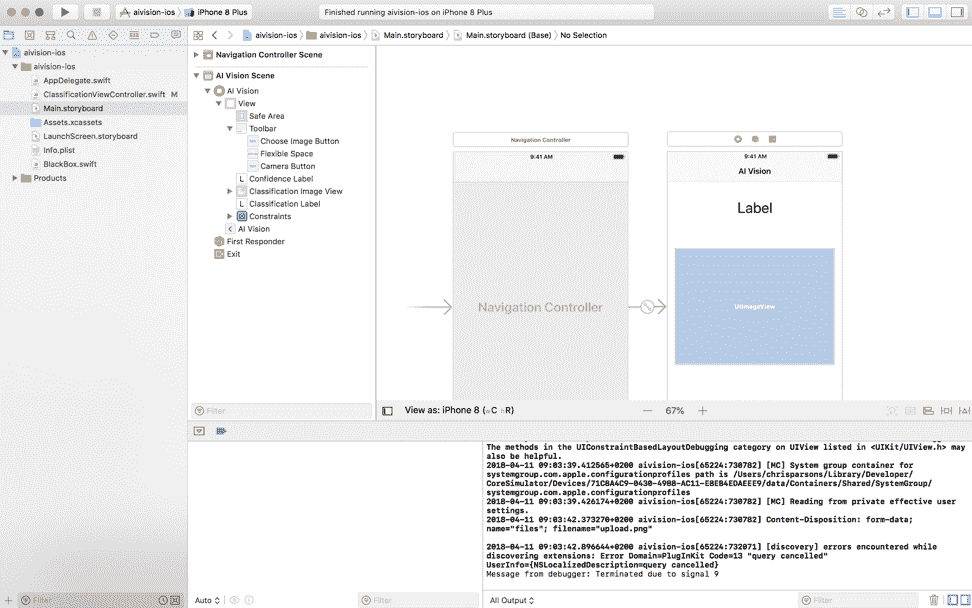 aivision-ios
iPhone 8 Plus
Finished running aivision-ios on iPhone 8 Plus
aivision-ios
aivision-ios
Main.storyboard
Main.storyboard (Base)
No Selection
aivision-ios
aivision-ios
AppDelegate.swift
ClassificationViewController.swift M
Main.storyboard
Assets.xcassets
LaunchScreen.storyboard
Info.plist
BlackBox.swift
Products
Navigation Controller Scene
AI Vision Scene
AI Vision
View
Safe Area
Toolbar
Choose Image Button
Flexible Space
Camera Button
L Confidence Label
Classification Image View
L Classification Label
Constraints
AI Vision
First Responder
Exit
Filter
Navigation Controller
9:41 AM
Navigation Controller
9:41 AM
AI Vision
Label
UIImageView
View as: iPhone 8 (wC hR)
67%
The methods in the UIConstraintBasedLayoutDebugging category on UIView listed in <UIKit/UIView.h> may
also be helpful.
2018-04-11 09:03:39.412565+0200 aivision-ios[65224:730782] [MC] System group container for
systemgroup.com.apple.configurationprofiles path is /Users/chrisparsons/Library/Developer/
CoreSimulator/Devices/71C8A4C9-0430-4988-AC11-E8EB4EDAEEE9/data/Containers/Shared/SystemGroup/
systemgroup.com.apple.configurationprofiles
2018-04-11 09:03:39.426174+0200 aivision-ios[65224:730782] [MC] Reading from private effective user
settings.
2018-04-11 09:03:42.373270+0200 aivision-ios[65224:730782] Content-Disposition: form-data;
name="files"; filename="upload.png"
2018-04-11 09:03:42.896644+0200 aivision-ios[65224:732071] [discovery] errors encountered while
discovering extensions: Error Domain=PlugInKit Code=13 "query cancelled"
UserInfo={NSLocalizedDescription=query cancelled}
Message from debugger: Terminated due to signal 9
Filter
Auto
Filter
All Output
Filter